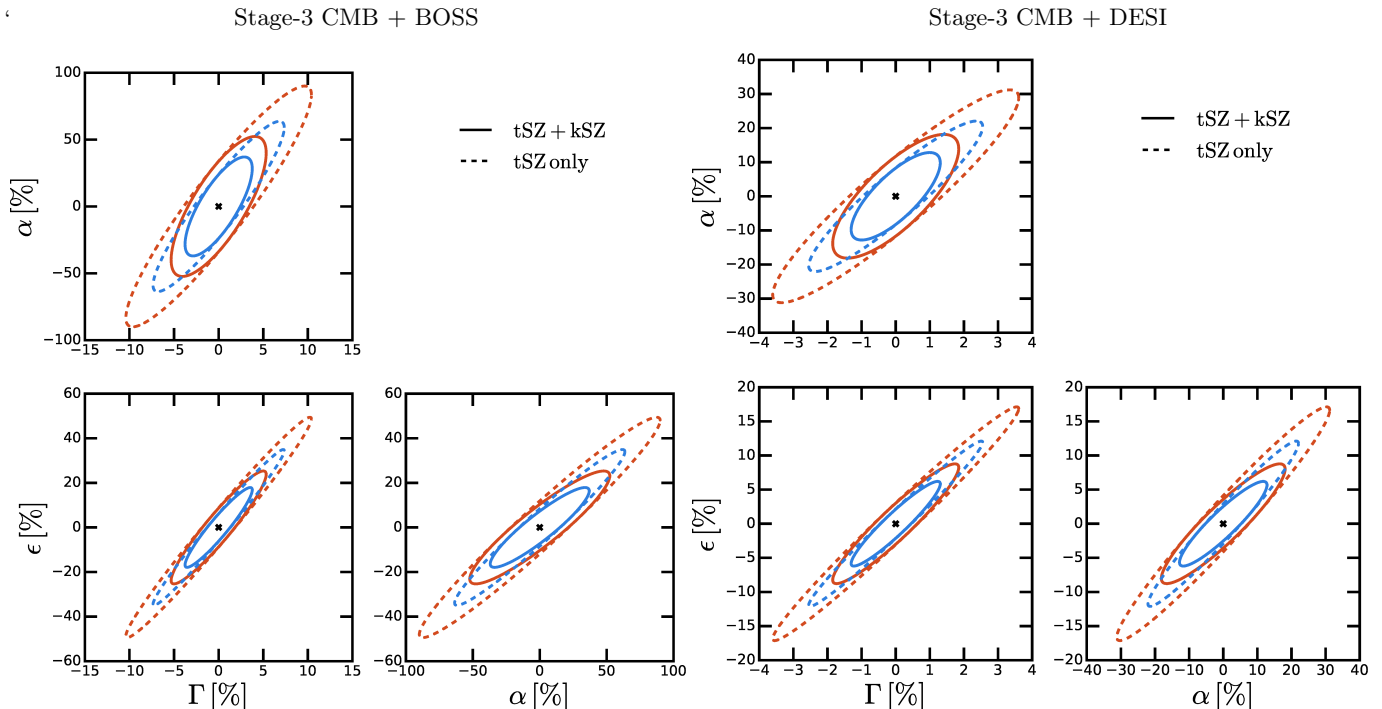 ‘
Stage-3 CMB + BOSS
Stage-3 CMB + DESI
100
50
0
−50
−100
α [%]
−15 −10 −5 0 5 10 15
tSZ + kSZ
tSZ only
40
30
20
10
0
−10
−20
−30
−40
α [%]
−4 −3 −2 −1 0 1 2 3 4
tSZ + kSZ
tSZ only
60
40
20
0
−20
−40
−60
ϵ [%]
−15 −10 −5 0 5 10 15
Γ [%]
60
40
20
0
−20
−40
−60
−100 −50 0 50 100
α [%]
20
15
10
5
0
−5
−10
−15
−20
ϵ [%]
−4 −3 −2 −1 0 1 2 3 4
Γ [%]
20
15
10
5
0
−5
−10
−15
−20
−40 −30 −20 −10 0 10 20 30 40
α [%]